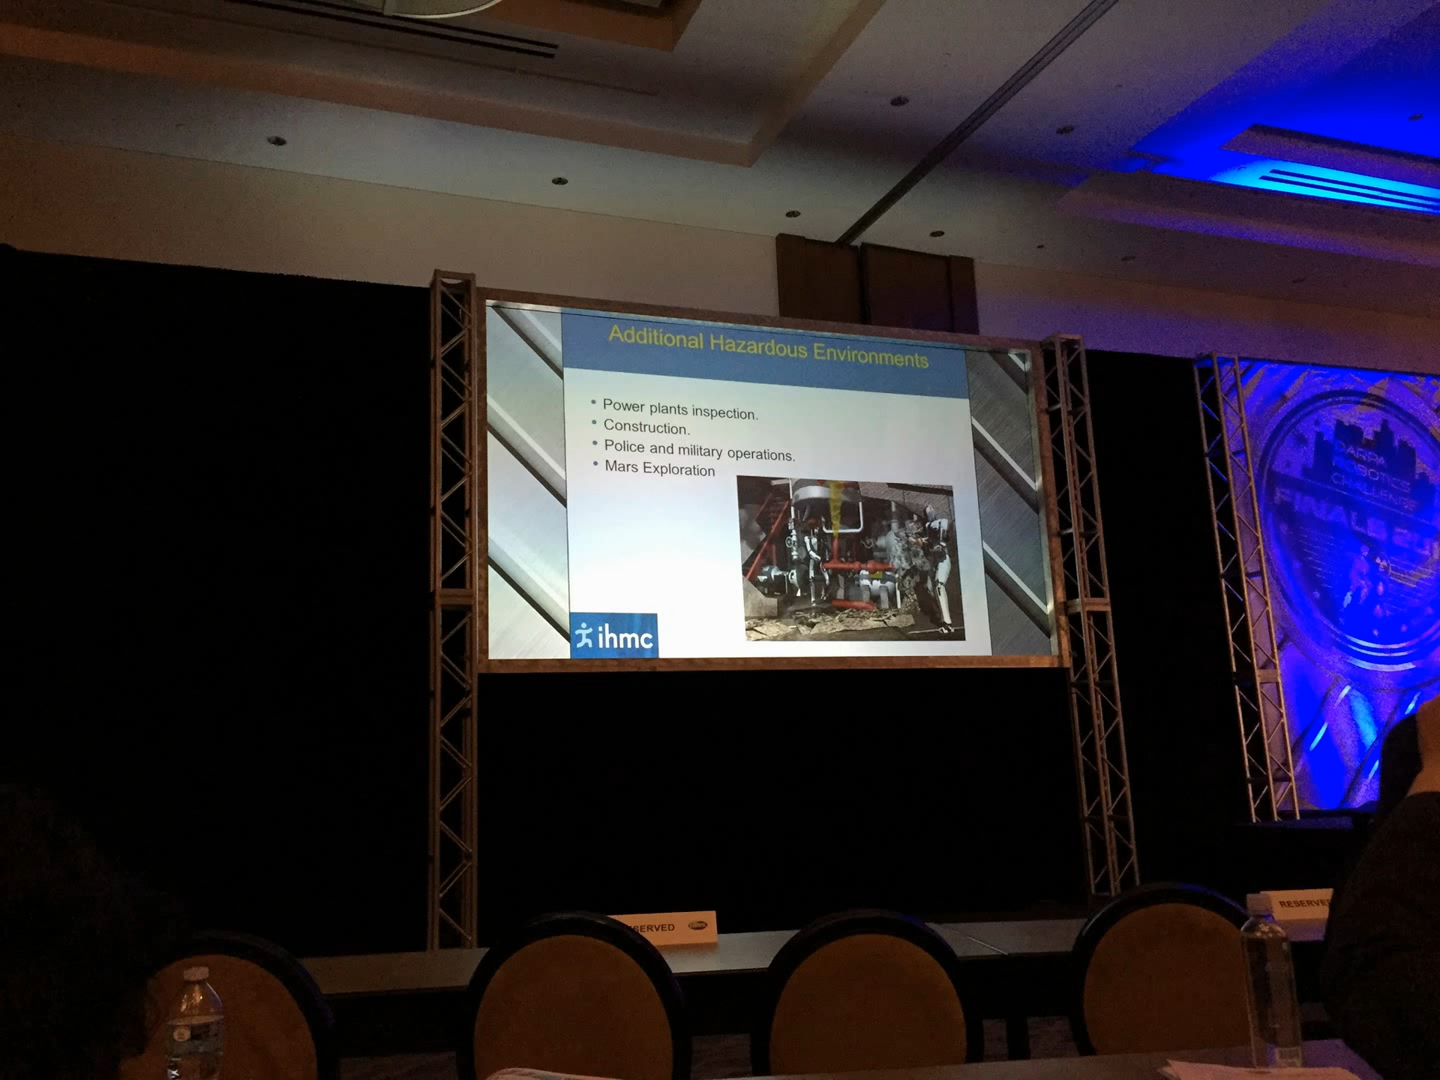 Additional Hazardous Environments
• Power plants inspection.
• Construction.
• Police and military operations.
• Mars Exploration
ihmc
DARPA
ROBOTICS
CHALLENGE
FINALS
RESERVED